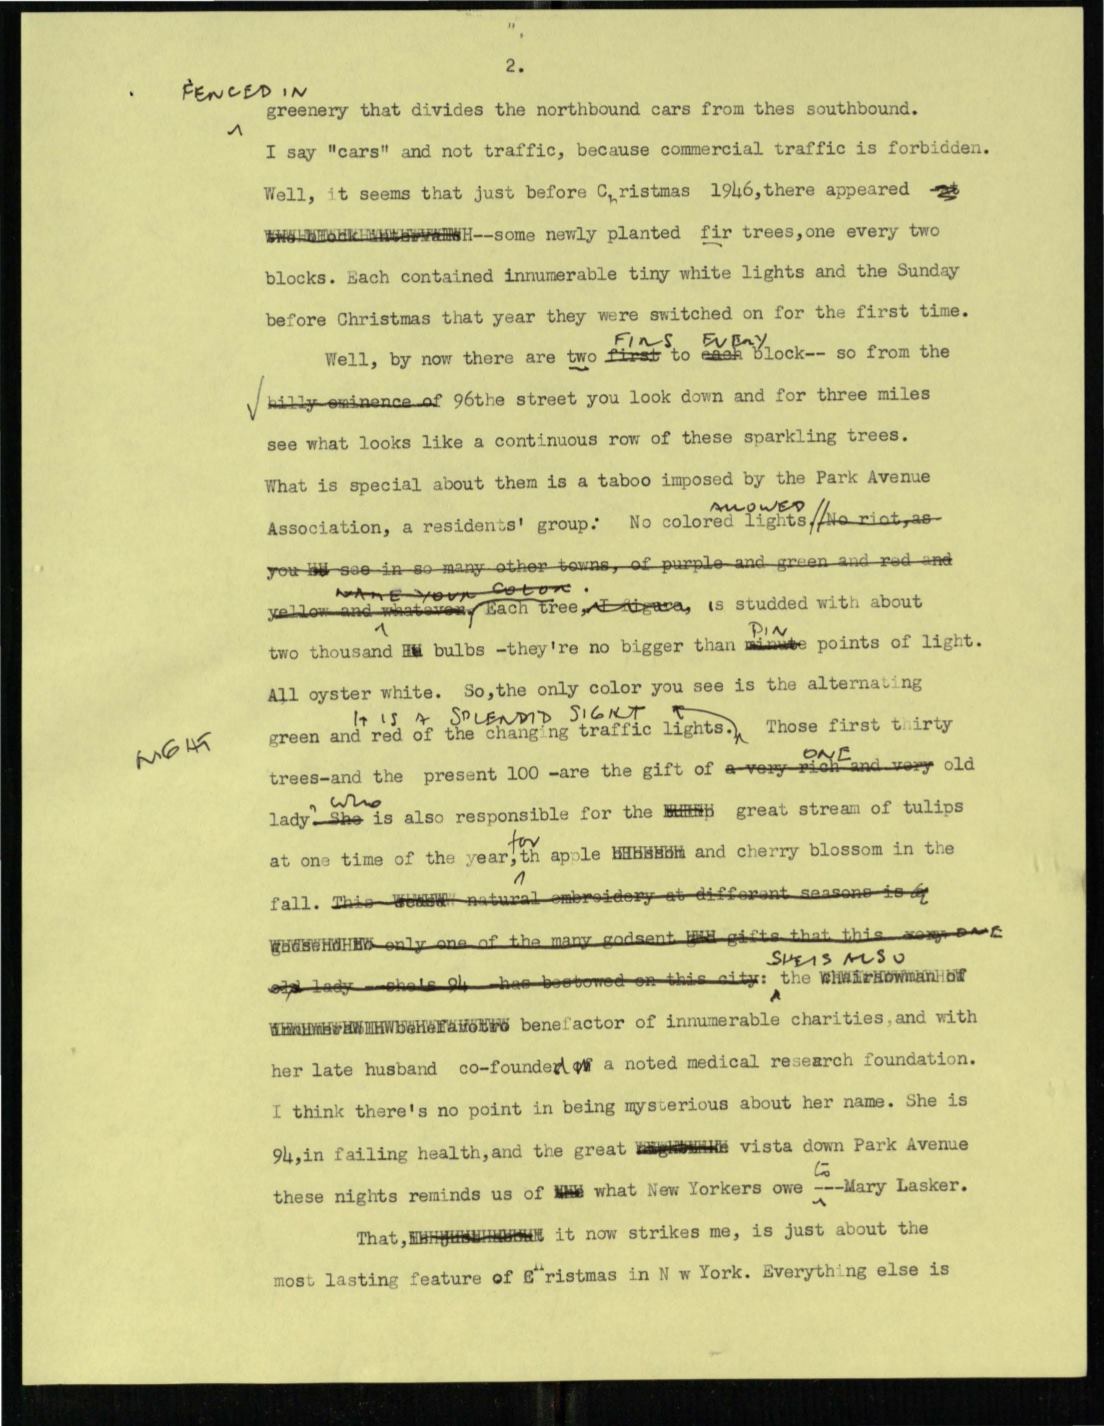 2.
FENCED IN
greenery that divides the northbound cars from thes southbound.
I say "cars" and not traffic, because commercial traffic is forbidden.
Well, it seems that just before Christmas 1946,there appeared at
the block intervals--some newly planted fir trees,one every two
blocks. Each contained innumerable tiny white lights and the Sunday
before Christmas that year they were switched on for the first time.
FIRS EVERY
Well, by now there are two first to each block-- so from the
hilly eminence of 96the street you look down and for three miles
see what looks like a continuous row of these sparkling trees.
What is special about them is a taboo imposed by the Park Avenue
ALLOWED
Association, a residents' group: No colored lights,//No riot,as
you see in so many other towns, of purple and green and red and
NAME YOUR COLOR.
yellow and whatever. Each tree, I figure, is studded with about
PIN
two thousand bulbs -they're no bigger than minute points of light.
All oyster white. So,the only color you see is the alternating
IT IS A SPLENDID SIGHT
green and red of the changing traffic lights. Those first thirty
NIGHT
ONE
trees-and the present 100 -are the gift of a very rich and very old
who
lady. She is also responsible for the great stream of tulips
for
at one time of the year,th apple blossom and cherry blossom in the
fall. This natural embroidery at different seasons is
godsend only one of the many godsent gifts that this very ONE
SHE IS ALSO
old lady --she's 94 -has bestowed on this city: the chairwoman of
benefactor of innumerable charities,and with
her late husband co-founded of a noted medical research foundation.
I think there's no point in being mysterious about her name. She is
94,in failing health,and the great vista down Park Avenue
to
these nights reminds us of what New Yorkers owe ---Mary Lasker.
That, it now strikes me, is just about the
most lasting feature of Christmas in N w York. Everything else is